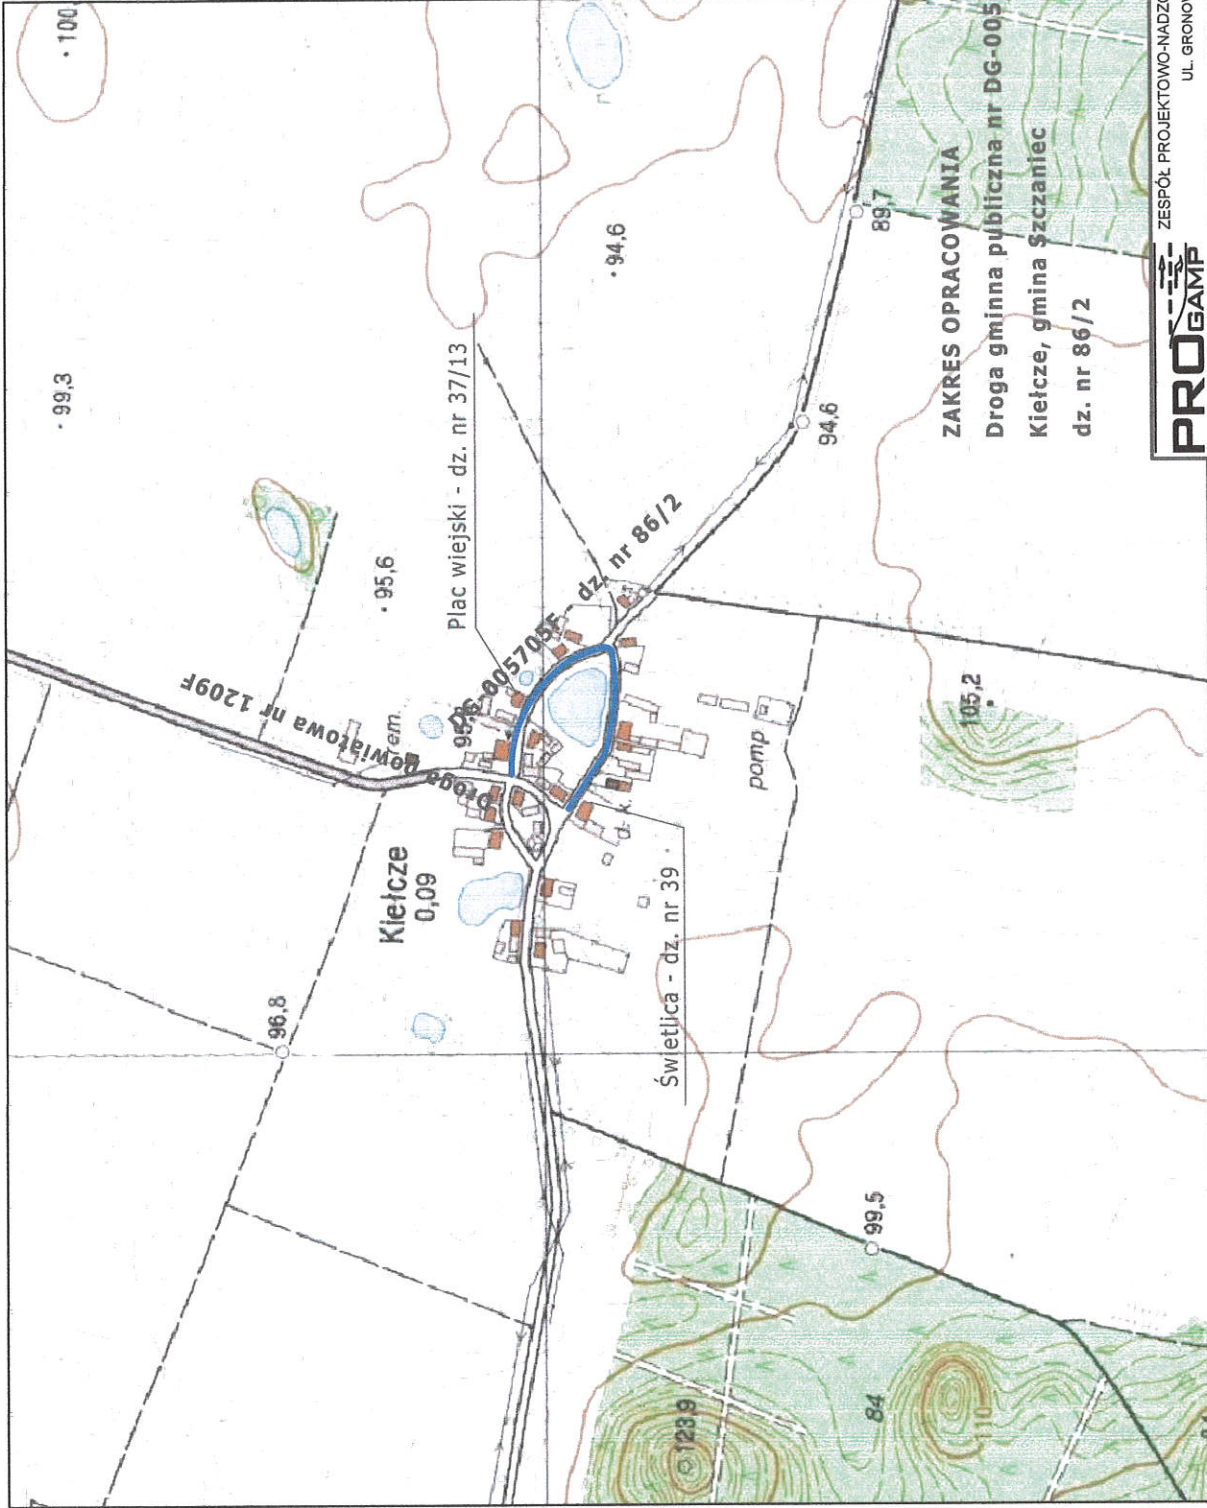 100,
99,3
94,6
Plac wiejski - dz. nr 37/13
95,6
Droga powiatowa nr 1209F
DG-005705F
dz. nr 86/2
rem.
Kiełcze
0,09
96,8
94,6
89,7
105,2
pomp
d. k.
Świetlica - dz. nr 39
99,5
84
123,9
110
ZAKRES OPRACOWANIA
Droga gminna publiczna nr DG-005
Kiełcze, gmina Szczaniec
dz. nr 86/2
PROGAMP
ZESPÓŁ PROJEKTOWO-NADZO
UL. GRONOW